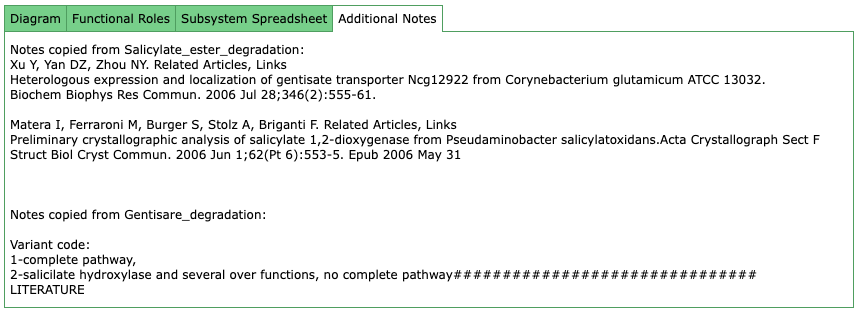 Diagram Functional Roles Subsystem Spreadsheet Additional Notes
Notes copied from Salicylate_ester_degradation:
Xu Y, Yan DZ, Zhou NY. Related Articles, Links
Heterologous expression and localization of gentisate transporter Ncg12922 from Corynebacterium glutamicum ATCC 13032.
Biochem Biophys Res Commun. 2006 Jul 28;346(2):555-61.
Matera I, Ferraroni M, Burger S, Stolz A, Briganti F. Related Articles, Links
Preliminary crystallographic analysis of salicylate 1,2-dioxygenase from Pseudaminobacter salicylatoxidans.Acta Crystallograph Sect F
Struct Biol Cryst Commun. 2006 Jun 1;62(Pt 6):553-5. Epub 2006 May 31
Notes copied from Gentisare_degradation:
Variant code:
1-complete pathway,
2-salicilate hydroxylase and several over functions, no complete pathway###############################
LITERATURE